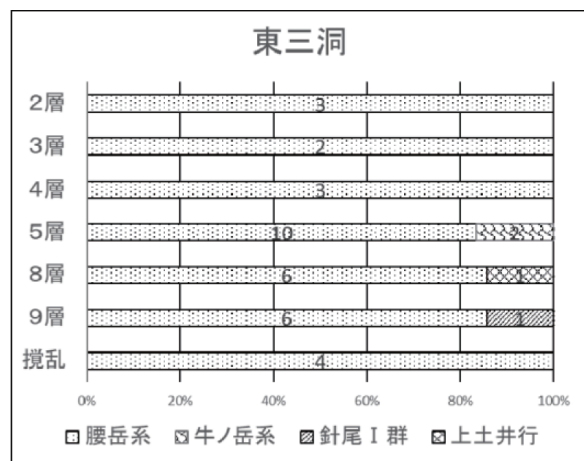 東三洞
2層 3
3層 2
4層 3
5層 10 2
8層 6 1
9層 6 1
撹乱 4
0% 20% 40% 60% 80% 100%
腰岳系 牛ノ岳系 針尾Ⅰ群 上土井行